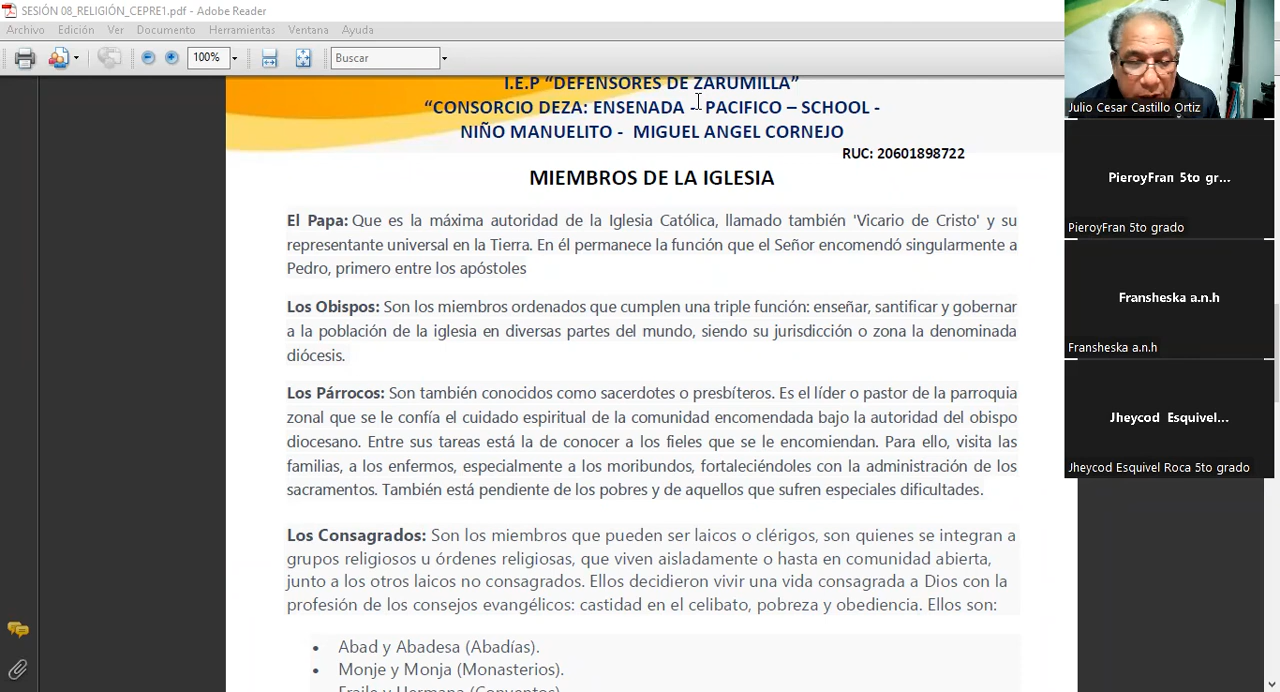 SESIÓN 08_RELIGIÓN_CEPRE1.pdf - Adobe Reader
Archivo Edición Ver Documento Herramientas Ventana Ayuda
100% Buscar
I.E.P “DEFENSORES DE ZARUMILLA”
“CONSORCIO DEZA: ENSENADA - PACIFICO – SCHOOL -
NIÑO MANUELITO - MIGUEL ANGEL CORNEJO
RUC: 20601898722
MIEMBROS DE LA IGLESIA
El Papa: Que es la máxima autoridad de la Iglesia Católica, llamado también 'Vicario de Cristo' y su
representante universal en la Tierra. En él permanece la función que el Señor encomendó singularmente a
Pedro, primero entre los apóstoles
Los Obispos: Son los miembros ordenados que cumplen una triple función: enseñar, santificar y gobernar
a la población de la iglesia en diversas partes del mundo, siendo su jurisdicción o zona la denominada
diócesis.
Los Párrocos: Son también conocidos como sacerdotes o presbíteros. Es el líder o pastor de la parroquia
zonal que se le confía el cuidado espiritual de la comunidad encomendada bajo la autoridad del obispo
diocesano. Entre sus tareas está la de conocer a los fieles que se le encomiendan. Para ello, visita las
familias, a los enfermos, especialmente a los moribundos, fortaleciéndoles con la administración de los
sacramentos. También está pendiente de los pobres y de aquellos que sufren especiales dificultades.
Los Consagrados: Son los miembros que pueden ser laicos o clérigos, son quienes se integran a
grupos religiosos u órdenes religiosas, que viven aisladamente o hasta en comunidad abierta,
junto a los otros laicos no consagrados. Ellos decidieron vivir una vida consagrada a Dios con la
profesión de los consejos evangélicos: castidad en el celibato, pobreza y obediencia. Ellos son:
• Abad y Abadesa (Abadías).
• Monje y Monja (Monasterios).
Fraile y Hermana (Conventos)
Julio Cesar Castillo Ortiz
PieroyFran 5to gr...
PieroyFran 5to grado
Fransheska a.n.h
Fransheska a.n.h
Jheycod Esquivel...
Jheycod Esquivel Roca 5to grado